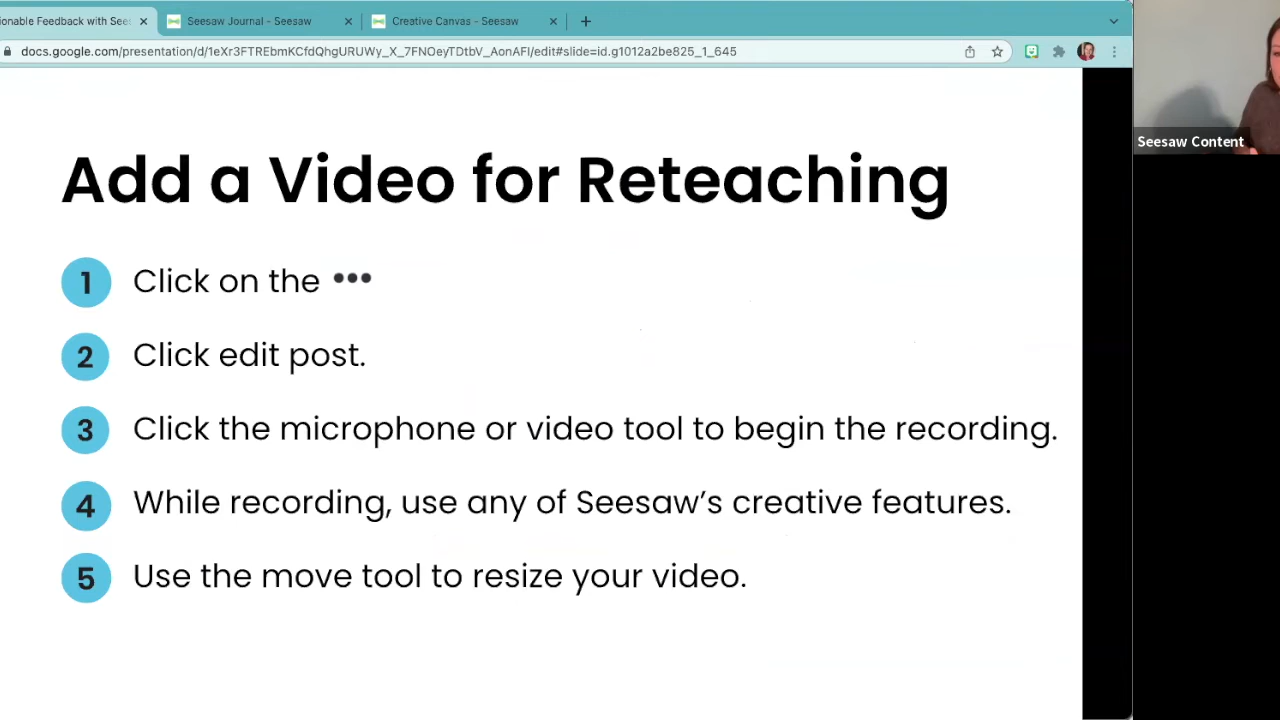 ionable Feedback with See
Seesaw Journal - Seesaw
Creative Canvas - Seesaw
docs.google.com/presentation/d/1eXr3FTREbmKCfdQhgURUWy_X_7FNOeyTDtbV_AonAFI/edit#slide=id.g1012a2be825_1_645
Seesaw Content
Add a Video for Reteaching
1 Click on the •••
2 Click edit post.
3 Click the microphone or video tool to begin the recording.
4 While recording, use any of Seesaw’s creative features.
5 Use the move tool to resize your video.